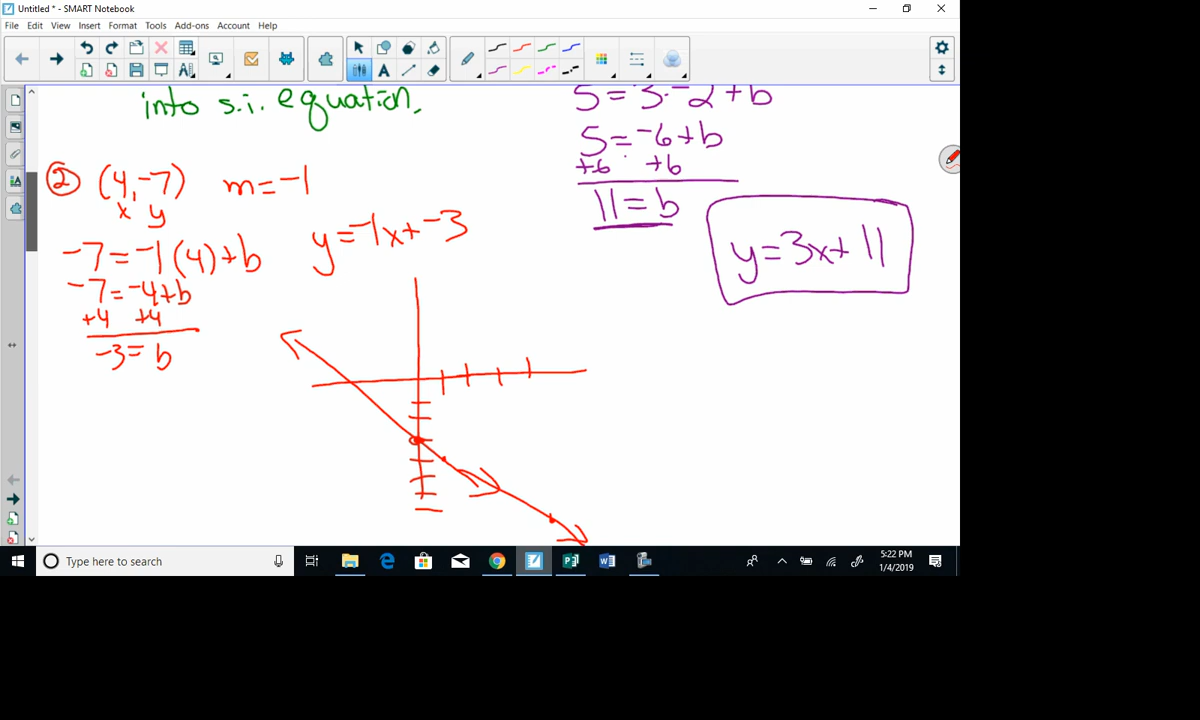 Untitled * - SMART Notebook
File Edit View Insert Format Tools Add-ons Account Help
into s.i. equation.
② (4, -7) m = -1
x y
-7 = -1(4) + b
-7 = -4 + b
+4 +4
-3 = b
y = -1x + -3
5 = 3 · -2 + b
5 = -6 + b
+6 +6
11 = b
y = 3x + 11
Type here to search
5:22 PM
1/4/2019